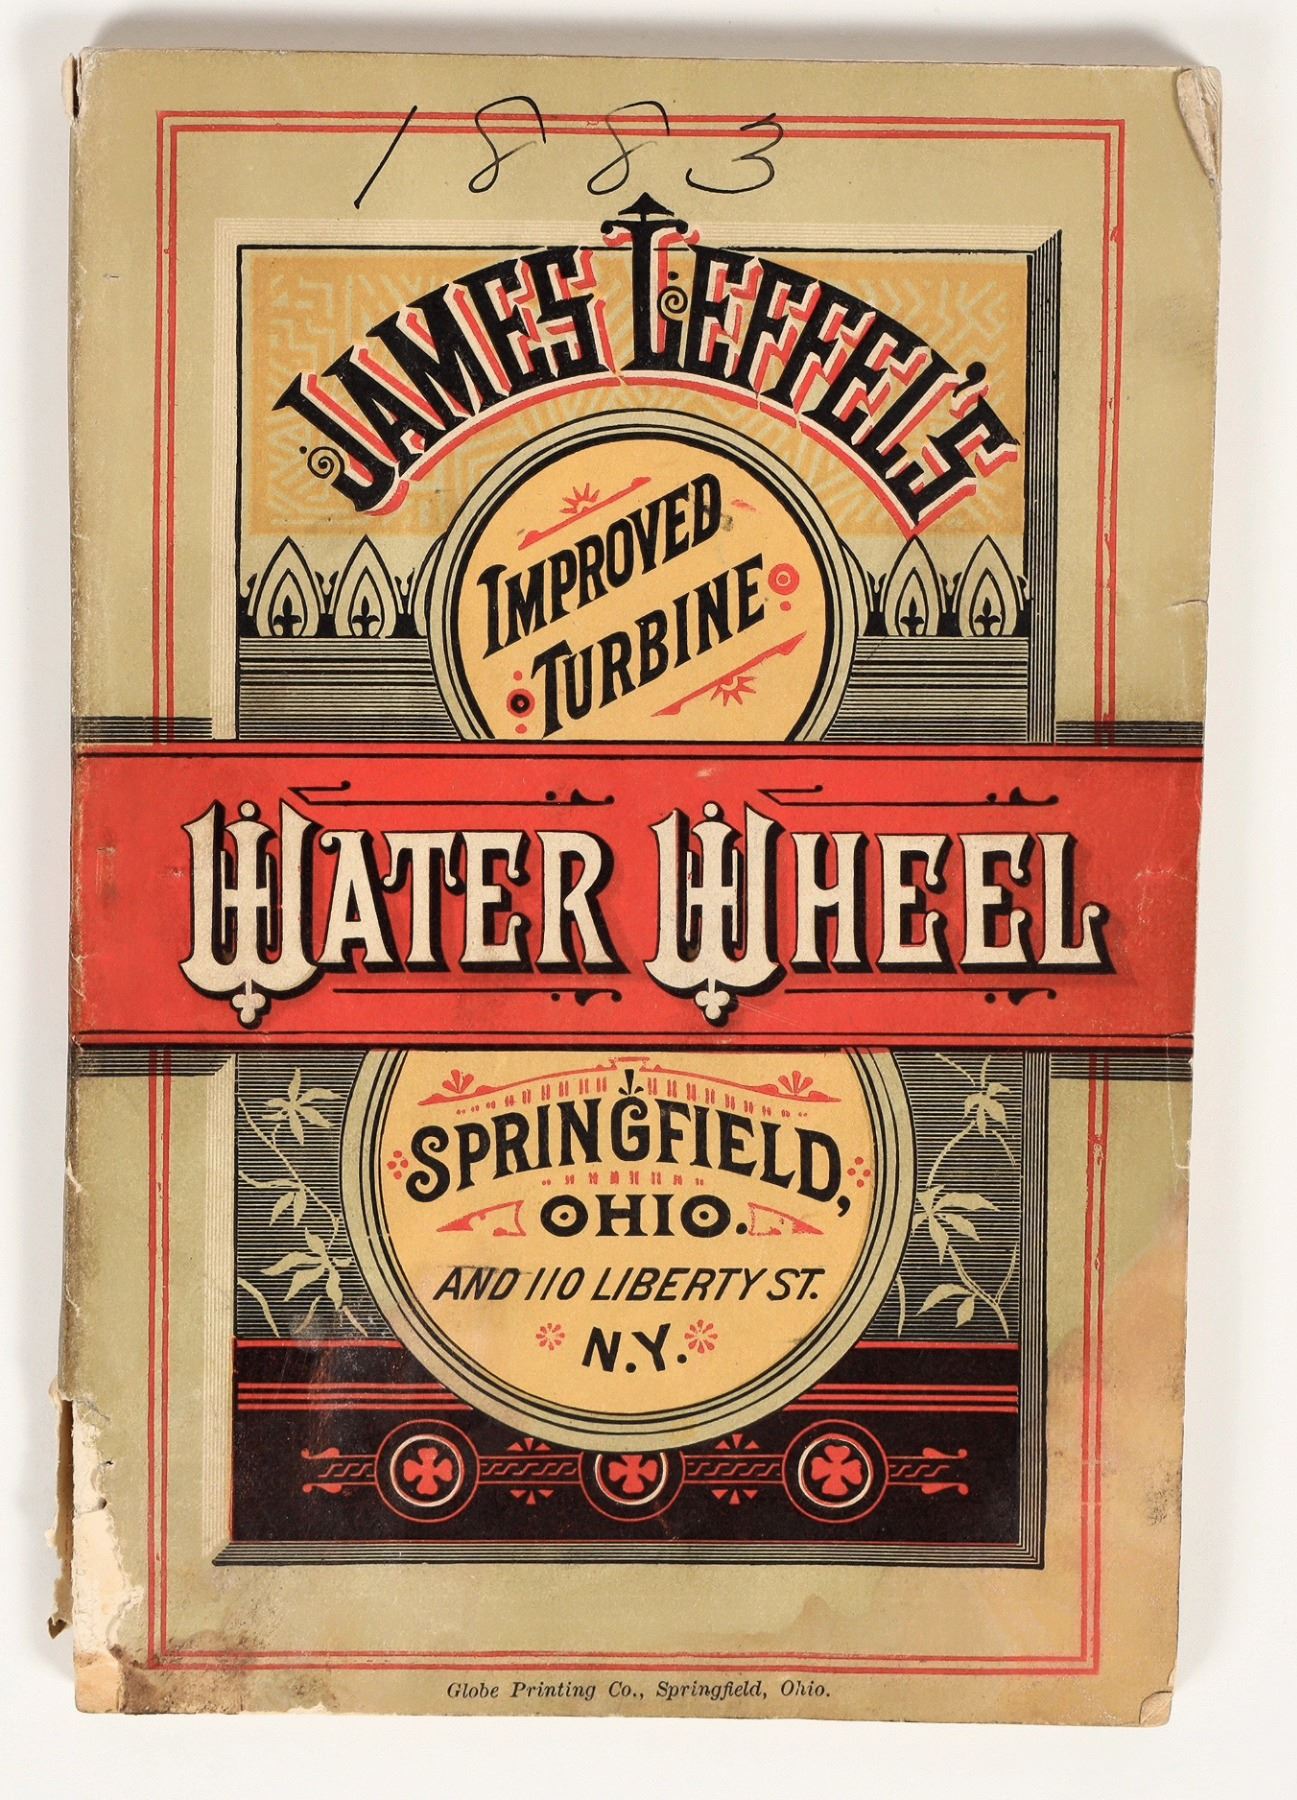 1883
JAMES LEFFEL'S
IMPROVED
TURBINE
WATER WHEEL
SPRINGFIELD,
OHIO.
AND 110 LIBERTY ST.
N.Y.
Globe Printing Co., Springfield, Ohio.